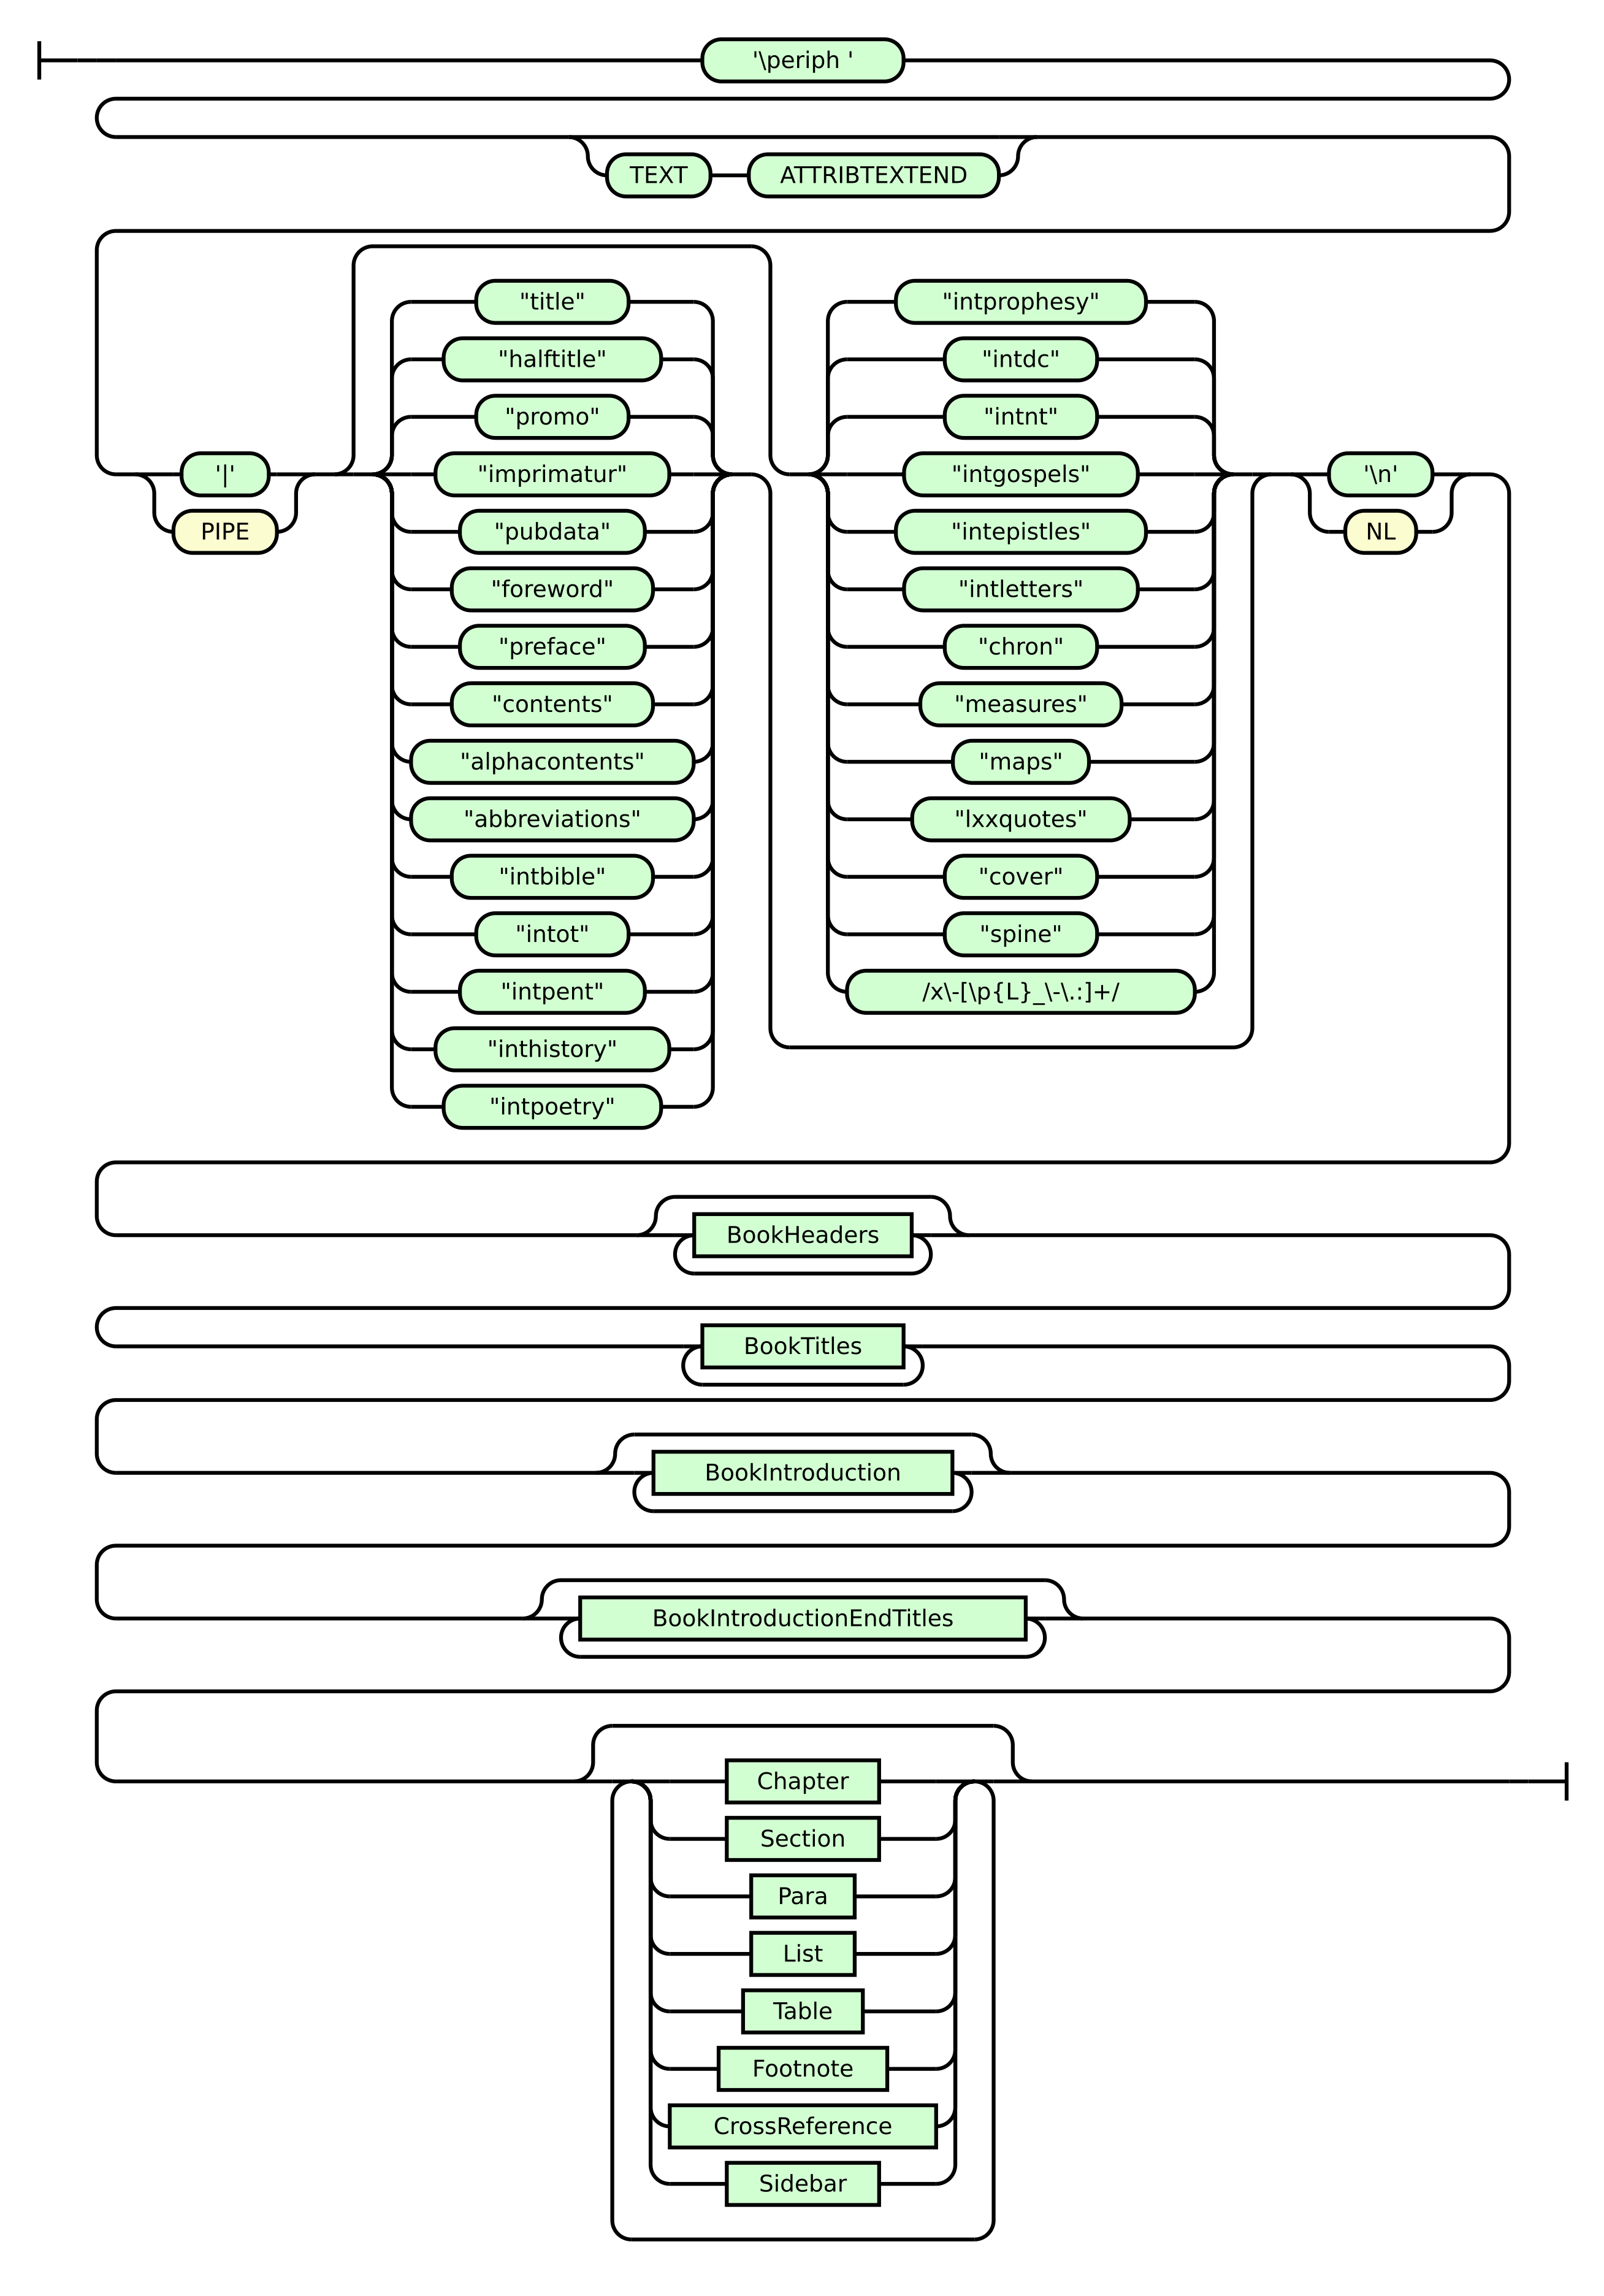 '\periph '
TEXT ATTRIBTEXTEND
"title" "intprophesy"
"halftitle" "intdc"
"promo" "intnt"
'|' "imprimatur" "intgospels" '\n'
PIPE "pubdata" "intepistles" NL
"foreword" "intletters"
"preface" "chron"
"contents" "measures"
"alphacontents" "maps"
"abbreviations" "lxxquotes"
"intbible" "cover"
"intot" "spine"
"intpent" /x\-[\p{L}_\-\.:]+/
"inthistory"
"intpoetry"
BookHeaders
BookTitles
BookIntroduction
BookIntroductionEndTitles
Chapter
Section
Para
List
Table
Footnote
CrossReference
Sidebar